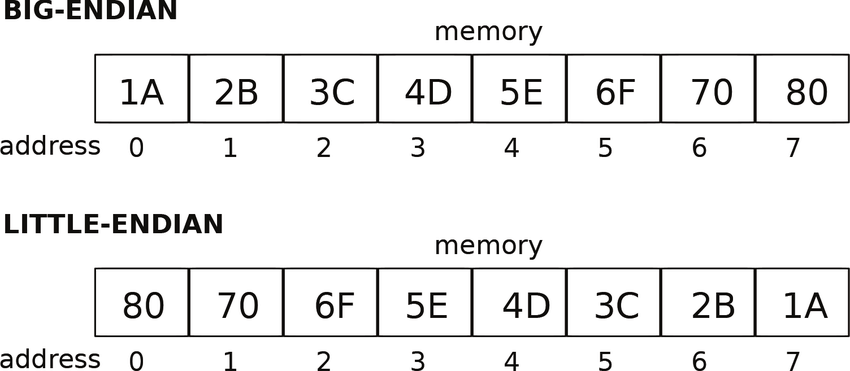 BIG-ENDIAN
memory
1A 2B 3C 4D 5E 6F 70 80
address 0 1 2 3 4 5 6 7
LITTLE-ENDIAN
memory
80 70 6F 5E 4D 3C 2B 1A
address 0 1 2 3 4 5 6 7